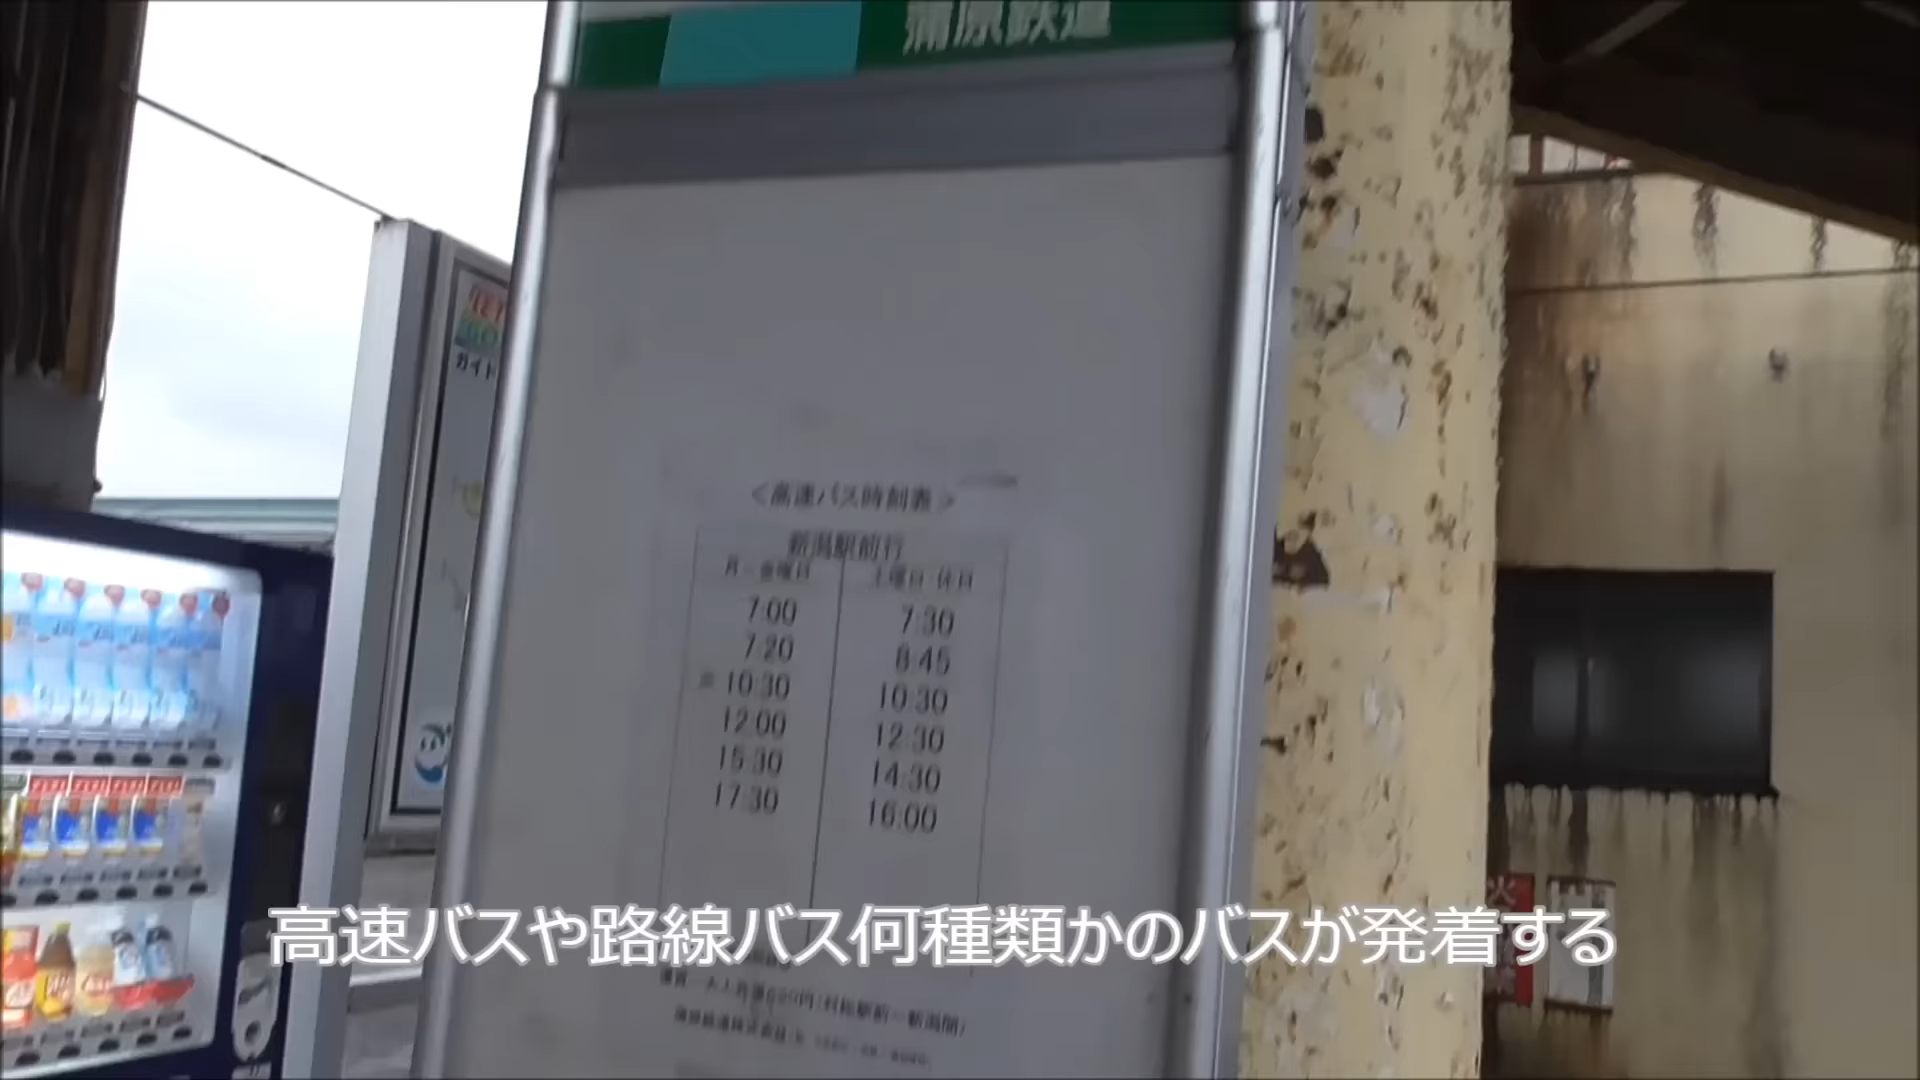 蒲原鉄道
ガイド
<高速バス時刻表>
新潟駅前行
月~金曜日 土曜日・休日
7:00 7:30
7:20 8:45
※10:30 10:30
12:00 12:30
15:30 14:30
17:30 16:00
高速バスや路線バス何種類かのバスが発着する